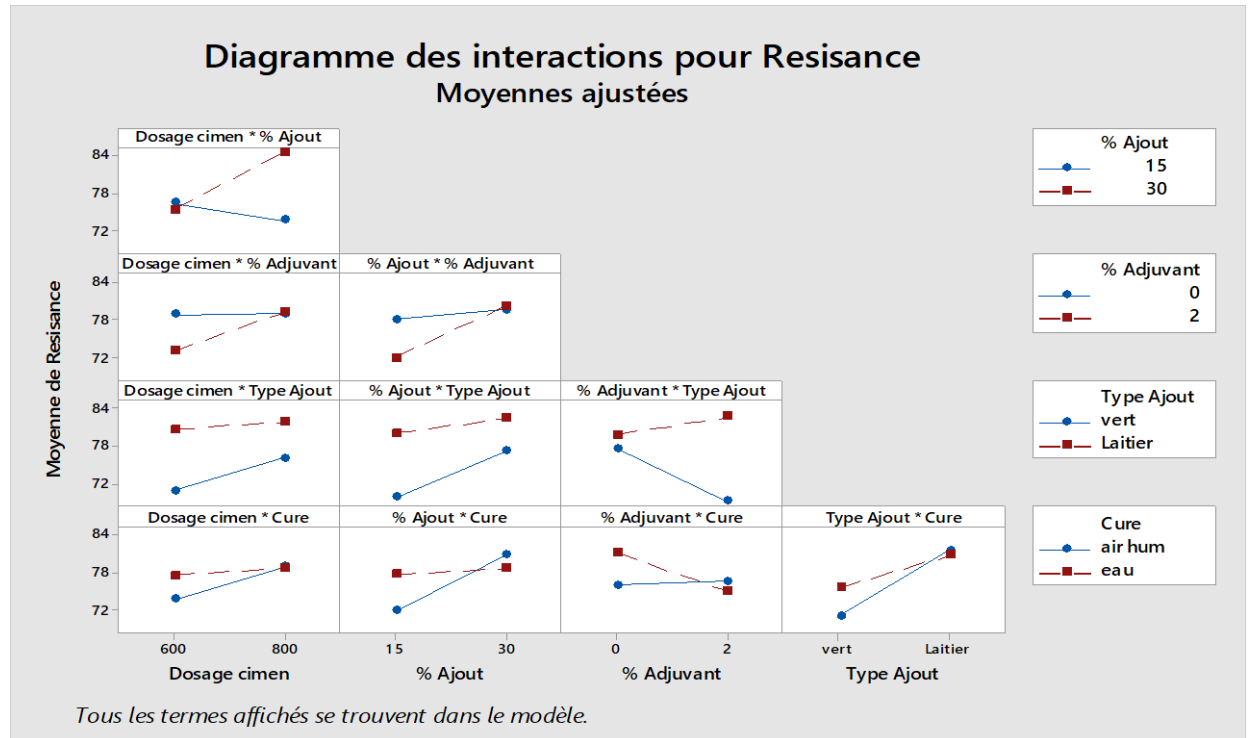 Diagramme des interactions pour Resisance
Moyennes ajustées
Moyenne de Resisance
Dosage cimen * % Ajout
84
78
72
% Ajout
15
30
Dosage cimen * % Adjuvant
% Ajout * % Adjuvant
84
78
72
% Adjuvant
0
2
Dosage cimen * Type Ajout
% Ajout * Type Ajout
% Adjuvant * Type Ajout
84
78
72
Type Ajout
vert
Laitier
Dosage cimen * Cure
% Ajout * Cure
% Adjuvant * Cure
Type Ajout * Cure
84
78
72
Cure
air hum
eau
600 800
15 30
0 2
vert Laitier
Dosage cimen
% Ajout
% Adjuvant
Type Ajout
Tous les termes affichés se trouvent dans le modèle.